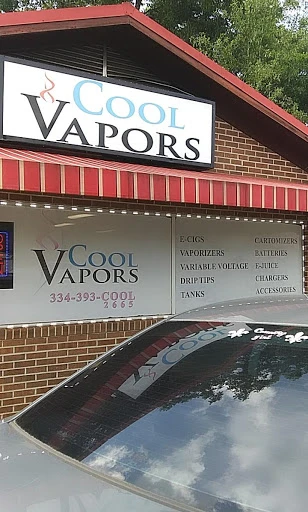 COOL
VAPORS
COOL
VAPORS
334-393-COOL
2665
E-CIGS
VAPORIZERS
VARIABLE VOLTAGE
DRIP TIPS
TANKS
CARTOMIZERS
BATTERIES
E-JUICE
CHARGERS
ACCESSORIES